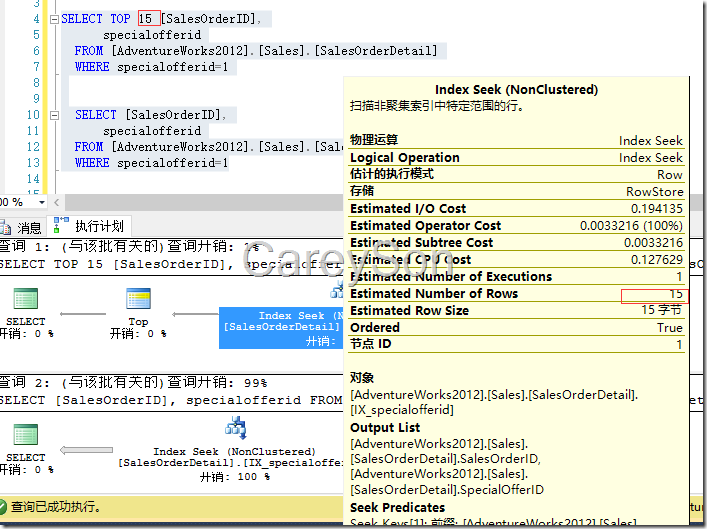 4 SELECT TOP 15 [SalesOrderID],
5 specialofferid
6 FROM [AdventureWorks2012].[Sales].[SalesOrderDetail]
7 WHERE specialofferid=1
8
9
10 SELECT [SalesOrderID],
11 specialofferid
12 FROM [AdventureWorks2012].[Sales].[Sale
13 WHERE specialofferid=1
14
00 %
消息 执行计划
查询 1: (与该批有关的)查询开销: 1%
SELECT TOP 15 [SalesOrderID], specialoffer
SELECT
开销: 0 %
Top
开销: 0 %
Index Seek (N
[SalesOrderDetail]
开销:
查询 2: (与该批有关的)查询开销: 99%
SELECT [SalesOrderID], specialofferid FROM
SELECT
开销: 0 %
Index Seek (NonClustered)
[SalesOrderDetail].[IX_specialoffer
开销: 100 %
查询已成功执行。
Index Seek (NonClustered)
扫描非聚集索引中特定范围的行。
物理运算 Index Seek
Logical Operation Index Seek
估计的执行模式 Row
存储 RowStore
Estimated I/O Cost 0.194135
Estimated Operator Cost 0.0033216 (100%)
Estimated Subtree Cost 0.0033216
Estimated CPU Cost 0.127629
Estimated Number of Executions 1
Estimated Number of Rows 15
Estimated Row Size 15 字节
Ordered True
节点 ID 1
对象
[AdventureWorks2012].[Sales].[SalesOrderDetail].
[IX_specialofferid]
Output List
[AdventureWorks2012].[Sales].
[SalesOrderDetail].SalesOrderID,
[AdventureWorks2012].[Sales].
[SalesOrderDetail].SpecialOfferID
Seek Predicates
Seek Keys[1]: 前缀: [AdventureWorks2012].[Sales].
CareySon